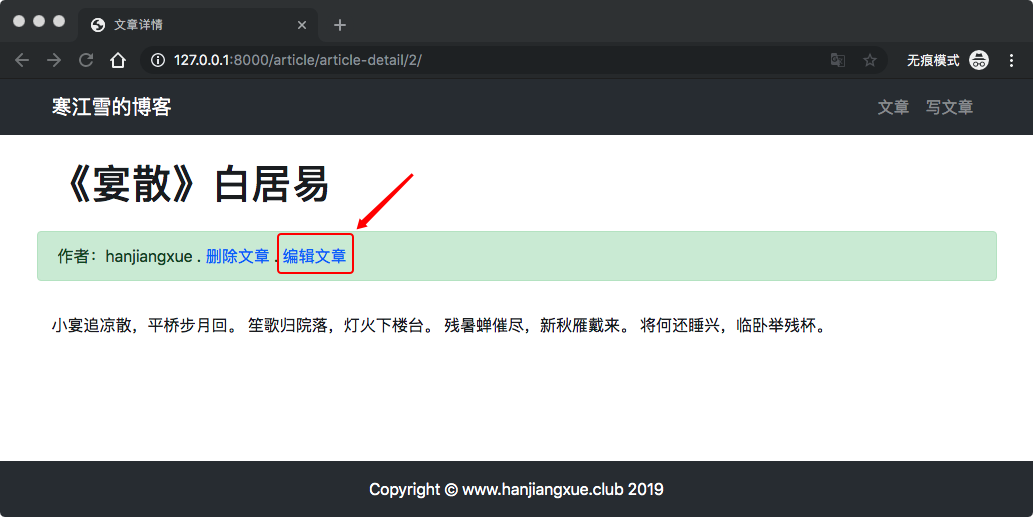 文章详情
127.0.0.1:8000/article/article-detail/2/
无痕模式
寒江雪的博客
文章 写文章
《宴散》白居易
作者：hanjiangxue . 删除文章 . 编辑文章
小宴追凉散，平桥步月回。 笙歌归院落，灯火下楼台。 残暑蝉催尽，新秋雁戴来。 将何还睡兴，临卧举残杯。
Copyright © www.hanjiangxue.club 2019